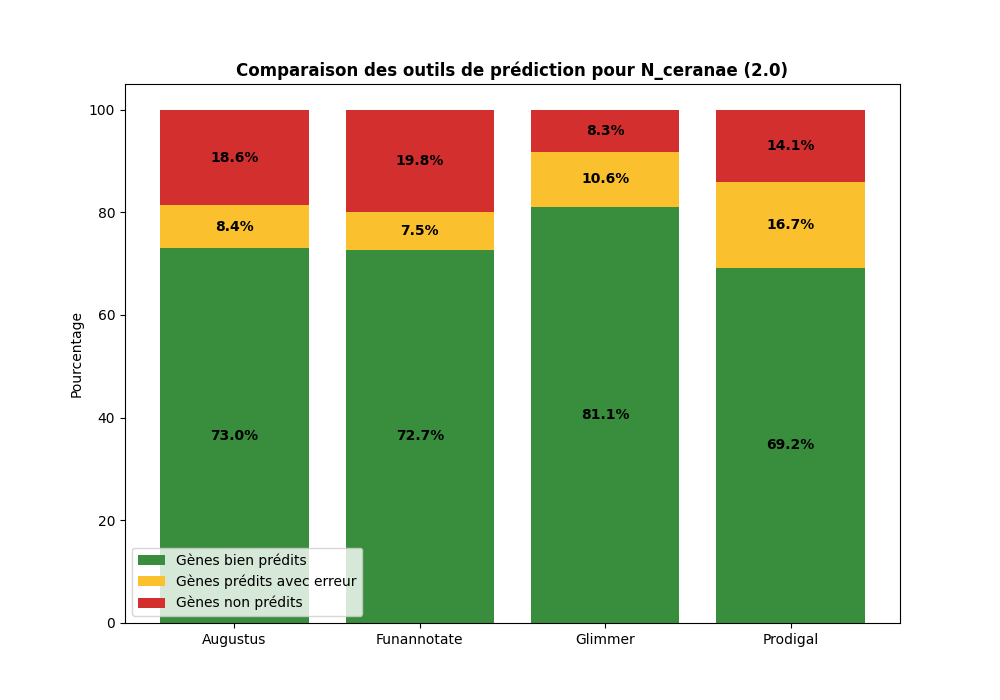 Comparaison des outils de prédiction pour N_ceranae (2.0)
Pourcentage
100
80
60
40
20
0
18.6%
19.8%
8.3%
14.1%
8.4%
7.5%
10.6%
16.7%
73.0%
72.7%
81.1%
69.2%
Gènes bien prédits
Gènes prédits avec erreur
Gènes non prédits
Augustus
Funannotate
Glimmer
Prodigal